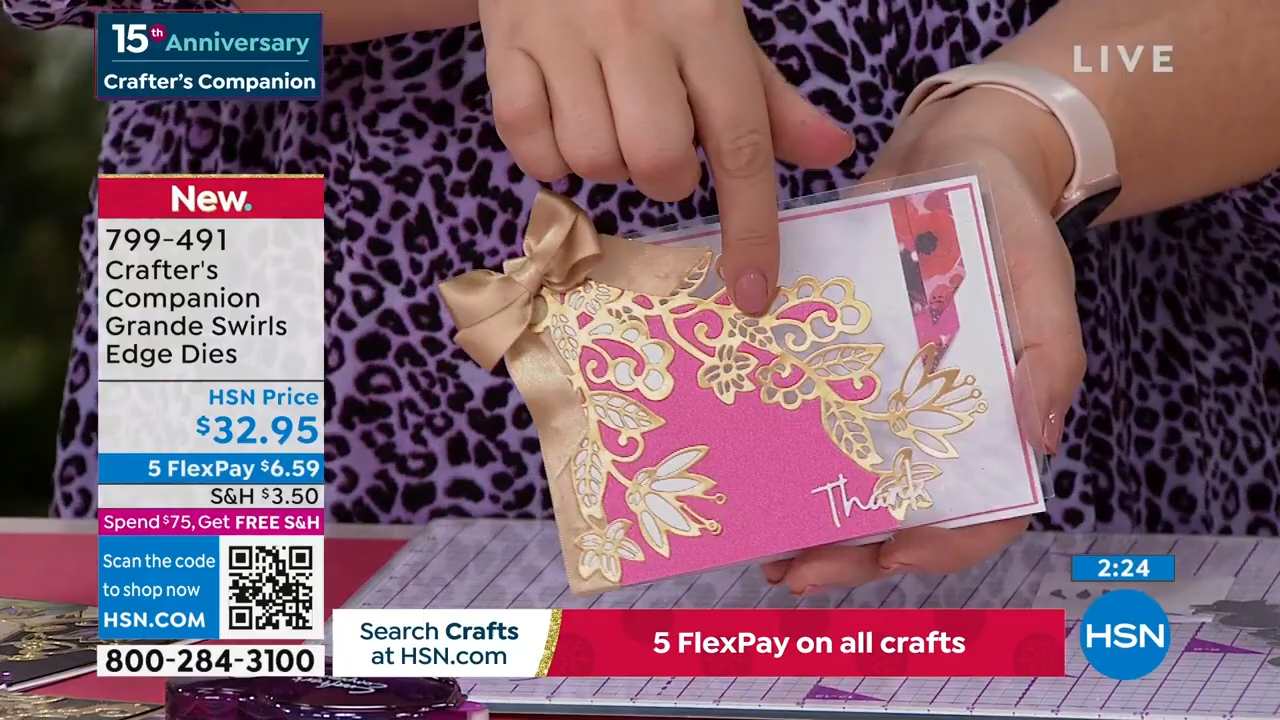 15th Anniversary
Crafter's Companion
LIVE
New.
799-491
Crafter's
Companion
Grande Swirls
Edge Dies
HSN Price
$32.95
5 FlexPay $6.59
S&H $3.50
Spend $75, Get FREE S&H
Scan the code
to shop now
HSN.COM
800-284-3100
Thank
2:24
Search Crafts
at HSN.com
5 FlexPay on all crafts
HSN